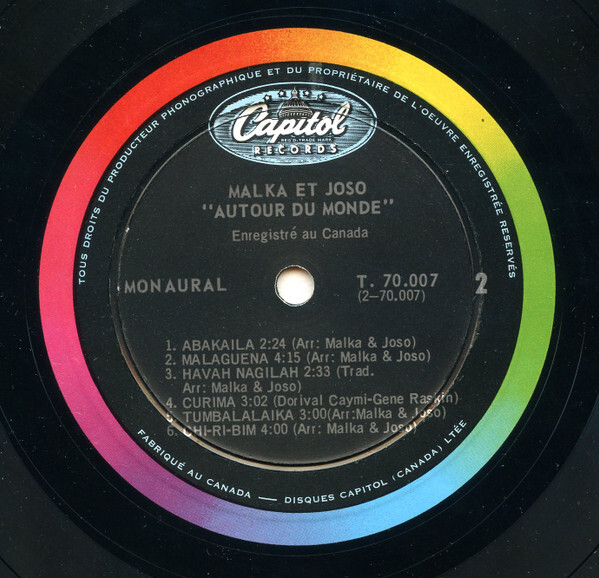 TOUS DROITS DU PRODUCTEUR PHONOGRAPHIQUE ET DU PROPRIÉTAIRE DE L'OEUVRE ENREGISTRÉE RESERVÉS
Capitol
REG'D·TRADE MARK
RECORDS
MALKA ET JOSO
"AUTOUR DU MONDE"
Enregistré au Canada
MONAURAL
T. 70.007
2
(2-70.007)
1. ABAKAILA 2:24 (Arr: Malka & Joso)
2. MALAGUENA 4:15 (Arr: Malka & Joso)
3. HAVAH NAGILAH 2:33 (Trad.
Arr: Malka & Joso)
4. CURIMA 3:02 (Dorival Caymi-Gene Raskin)
5. TUMBALALAIKA 3:00(Arr:Malka & Joso)
6. CHI-RI-BIM 4:00 (Arr: Malka & Joso)
FABRIQUÉ AU CANADA — DISQUES CAPITOL (CANADA) LTÉE